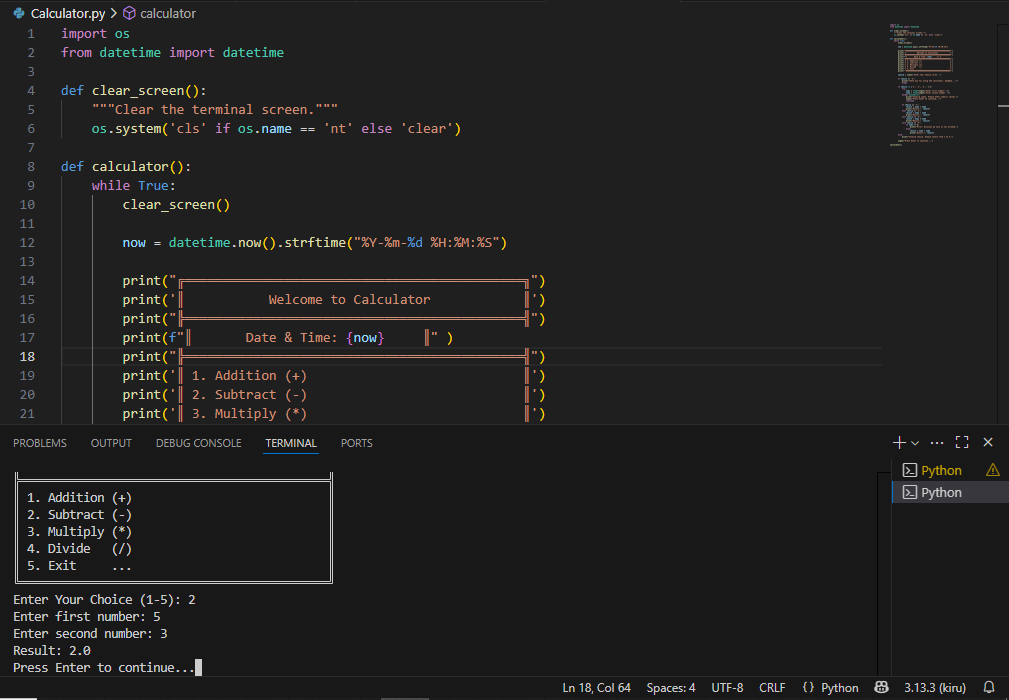 Calculator.py > calculator
1 import os
2 from datetime import datetime
3
4 def clear_screen():
5     """Clear the terminal screen."""
6     os.system('cls' if os.name == 'nt' else 'clear')
7
8 def calculator():
9     while True:
10         clear_screen()
11
12         now = datetime.now().strftime("%Y-%m-%d %H:%M:%S")
13
14         print("╔═════════════════════════════════════════════╗")
15         print('║           Welcome to Calculator            ║')
16         print("╠═════════════════════════════════════════════╣")
17         print(f"║       Date & Time: {now}     ║" )
18         print("╠═════════════════════════════════════════════╣")
19         print('║ 1. Addition (+)                            ║')
20         print('║ 2. Subtract (-)                            ║')
21         print('║ 3. Multiply (*)                            ║')
PROBLEMS OUTPUT DEBUG CONSOLE TERMINAL PORTS
1. Addition (+)
2. Subtract (-)
3. Multiply (*)
4. Divide   (/)
5. Exit     ...
Enter Your Choice (1-5): 2
Enter first number: 5
Enter second number: 3
Result: 2.0
Press Enter to continue...
Python
Python
Ln 18, Col 64 Spaces: 4 UTF-8 CRLF {} Python 3.13.3 (kiru)